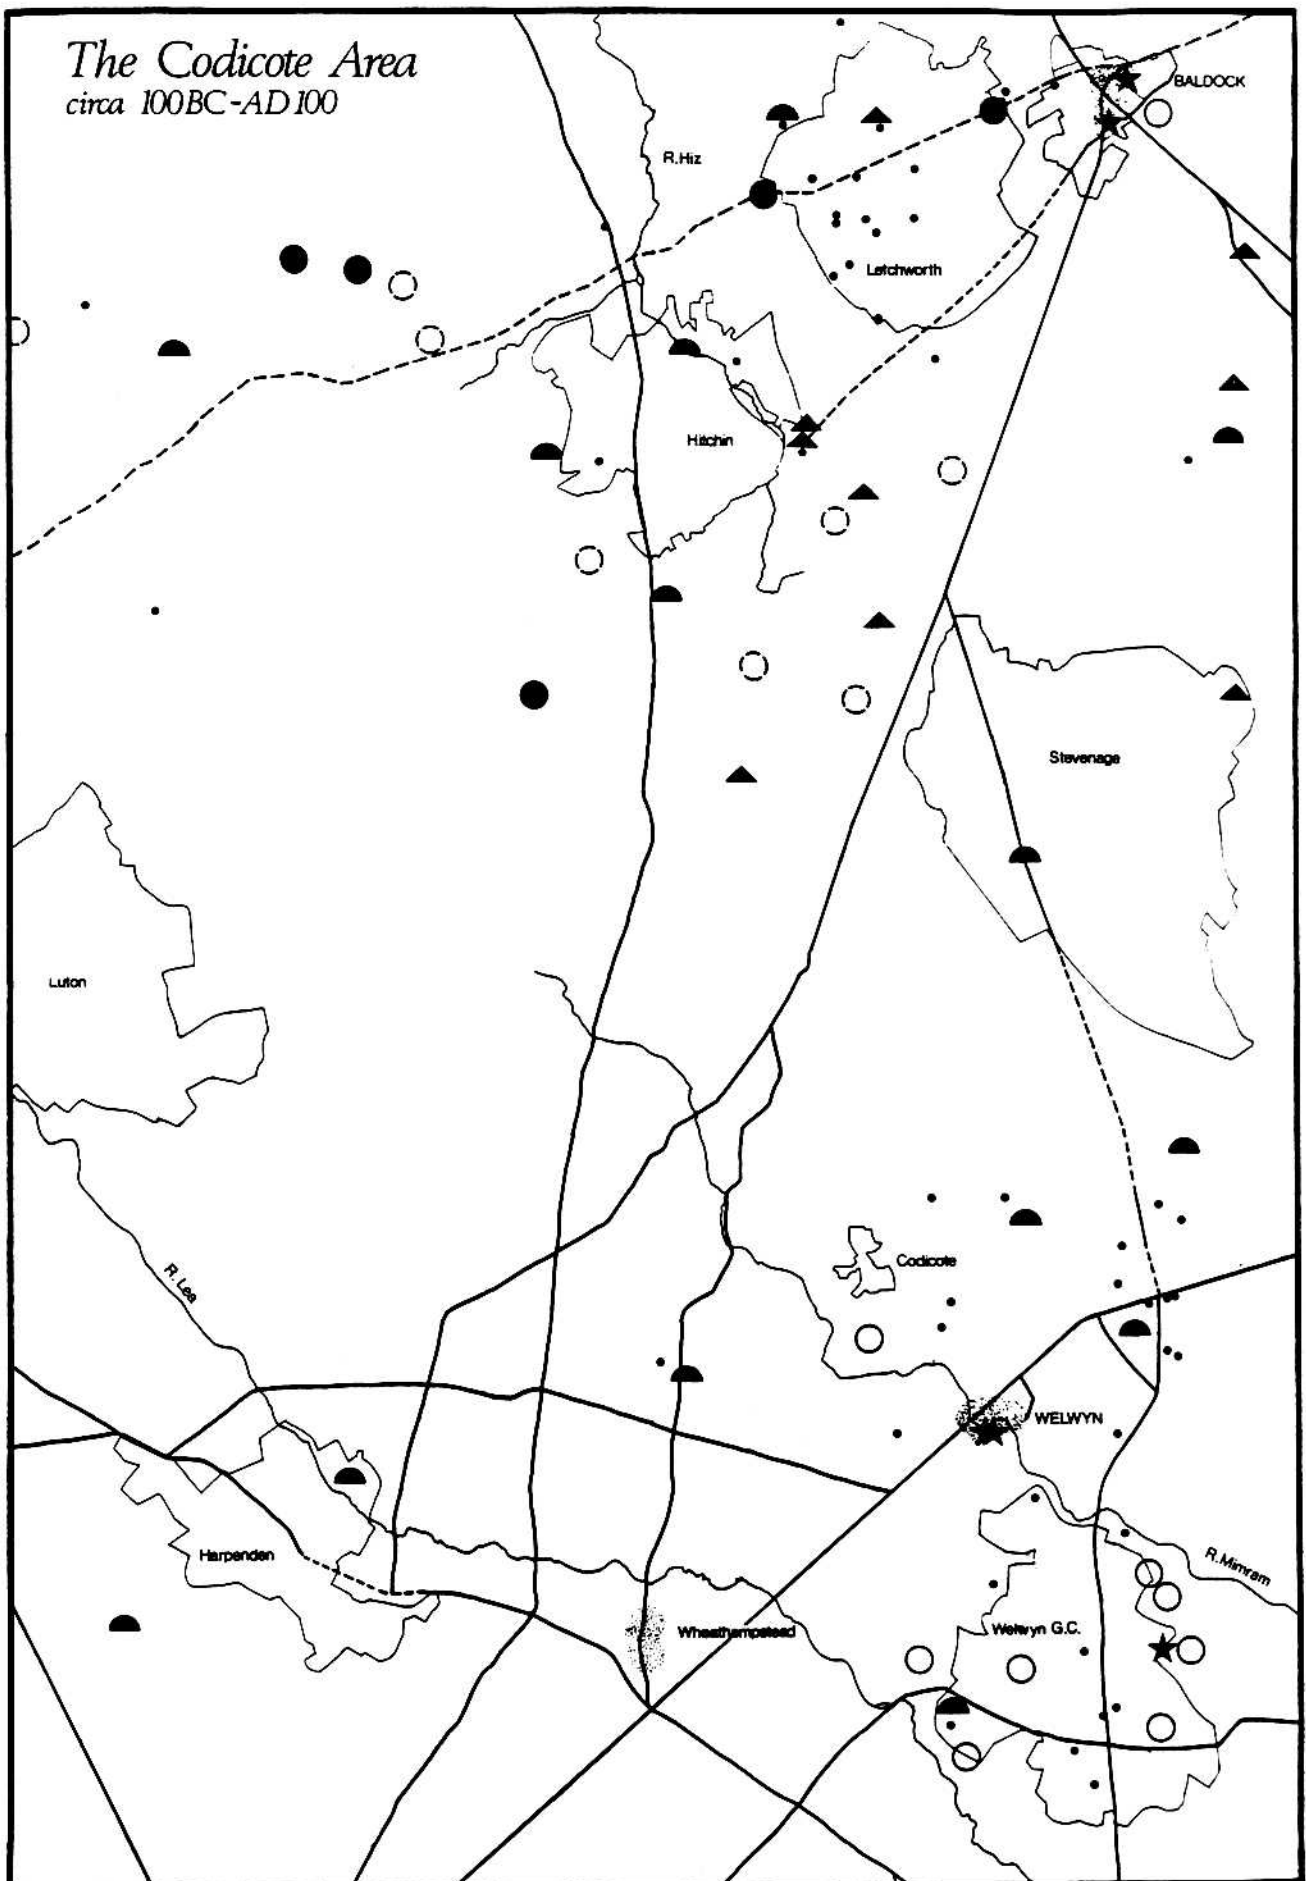 The Codicote Area
circa 100BC-AD100
BALDOCK
R.Hiz
Letchworth
Hitchin
Stevenage
Luton
Codicote
R. Lea
WELWYN
Harpenden
R.Mimram
Wheathampstead
Welwyn G.C.